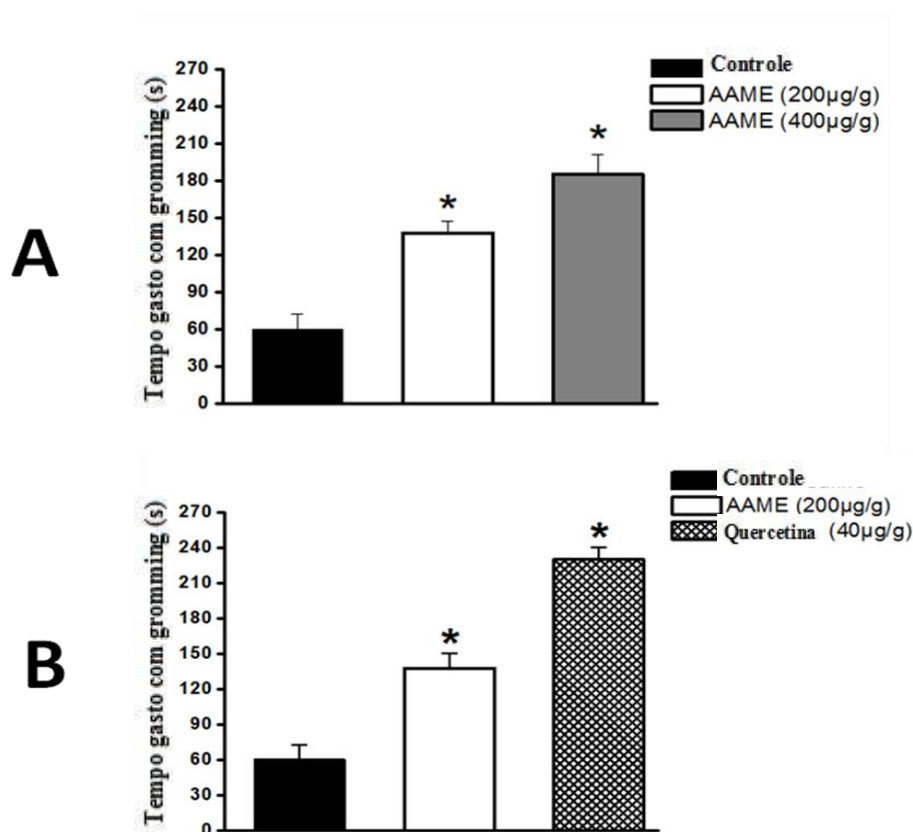 A
Tempo gasto com gromming (s)
270
240
210
180
150
120
90
60
30
0
*
*
Controle
AAME (200µg/g)
AAME (400µg/g)
B
Tempo gasto com gromming (s)
270
240
210
180
150
120
90
60
30
0
*
*
Controle
AAME (200µg/g)
Quercetina (40µg/g)